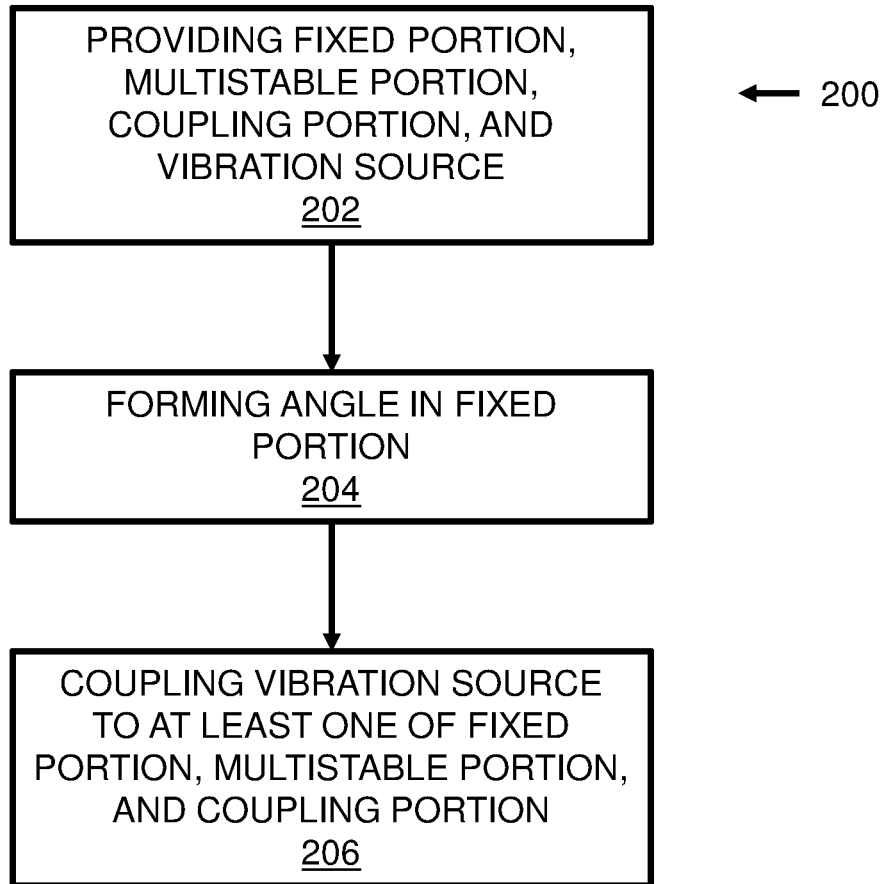 PROVIDING FIXED PORTION,
MULTISTABLE PORTION,
COUPLING PORTION, AND
VIBRATION SOURCE
202
200
FORMING ANGLE IN FIXED
PORTION
204
COUPLING VIBRATION SOURCE
TO AT LEAST ONE OF FIXED
PORTION, MULTISTABLE PORTION,
AND COUPLING PORTION
206